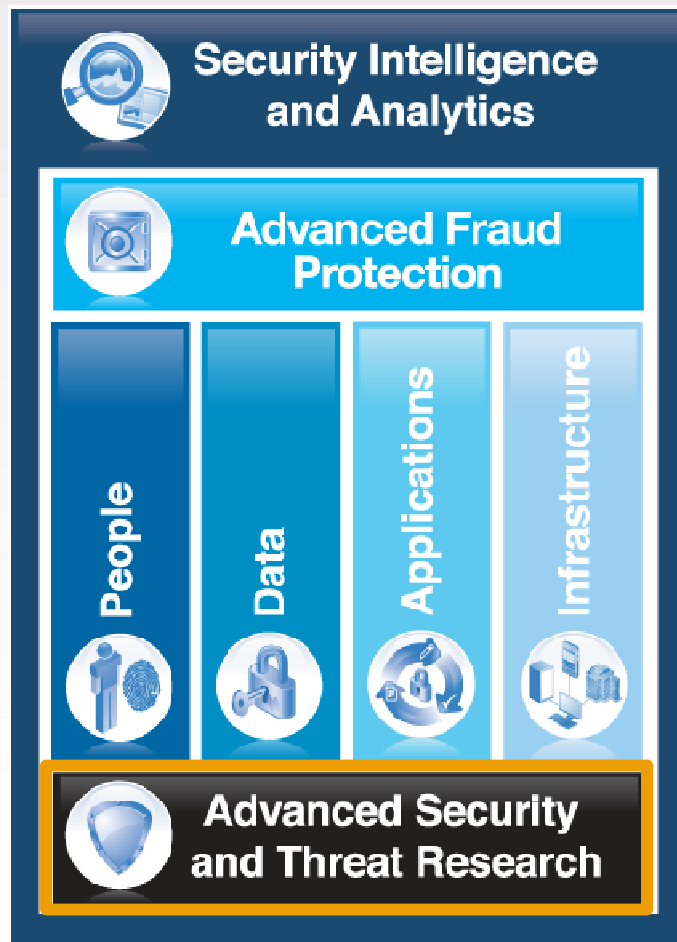 Security Intelligence
and Analytics
Advanced Fraud
Protection
People
Data
Applications
Infrastructure
Advanced Security
and Threat Research